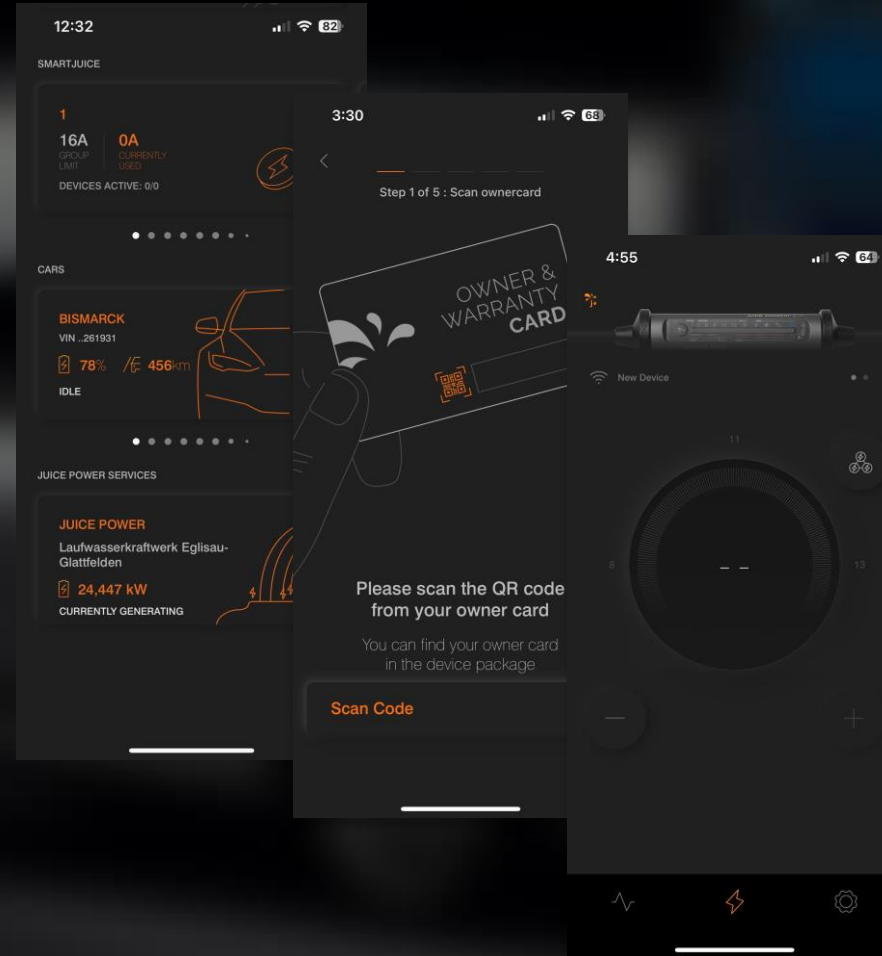 12:32
82
SMARTJUICE
1
16A
GROUP
LIMIT
0A
CURRENTLY
USED
DEVICES ACTIVE: 0/0
CARS
BISMARCK
VIN ..261931
78%
456km
IDLE
JUICE POWER SERVICES
JUICE POWER
Laufwasserkraftwerk Eglisau-
Glattfelden
24,447 kW
CURRENTLY GENERATING
3:30
68
Step 1 of 5 : Scan ownercard
OWNER &
WARRANTY
CARD
Please scan the QR code
from your owner card
You can find your owner card
in the device package
Scan Code
4:55
64
New Device
11
8
13
– –